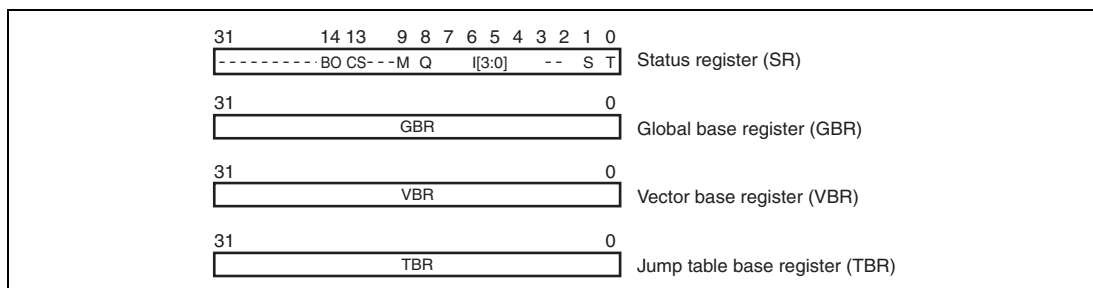 31 14 13 9 8 7 6 5 4 3 2 1 0
- - - - - - - - - - BO CS - - - M Q I[3:0] - - S T Status register (SR)
31 0
GBR Global base register (GBR)
31 0
VBR Vector base register (VBR)
31 0
TBR Jump table base register (TBR)